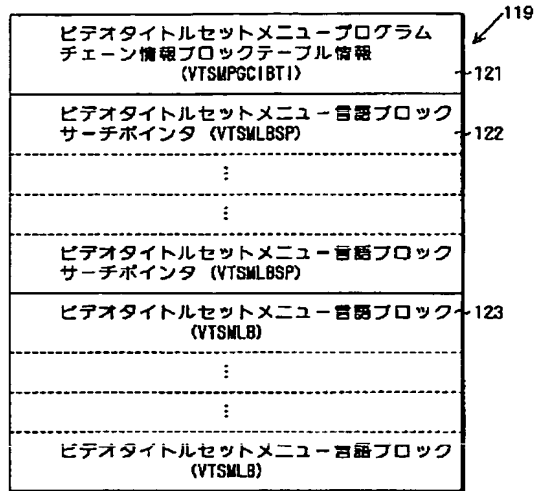 119
ビデオタイトルセットメニュープログラム
チェーン情報ブロックテーブル情報
(VTSMPGCIBTI)
121
ビデオタイトルセットメニュー言語ブロック
サーチポインタ (VTSMLBSP)
122
⋮
⋮
ビデオタイトルセットメニュー言語ブロック
サーチポインタ (VTSMLBSP)
ビデオタイトルセットメニュー言語ブロック
123
(VTSMLB)
⋮
⋮
ビデオタイトルセットメニュー言語ブロック
(VTSMLB)